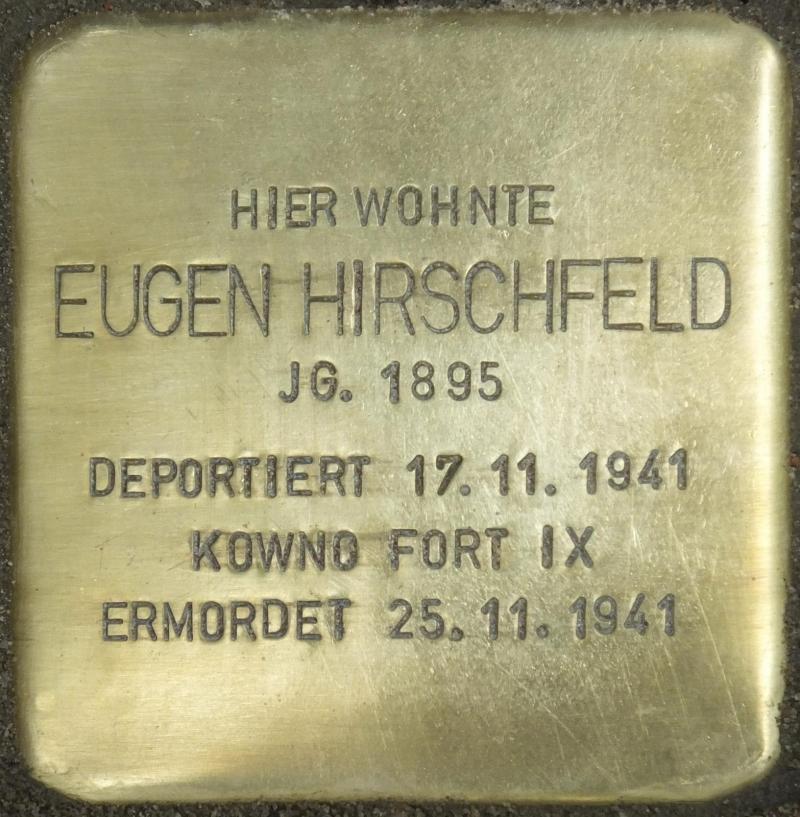 HIER WOHNTE
EUGEN HIRSCHFELD
JG. 1895
DEPORTIERT 17.11.1941
KOWNO FORT IX
ERMORDET 25.11.1941